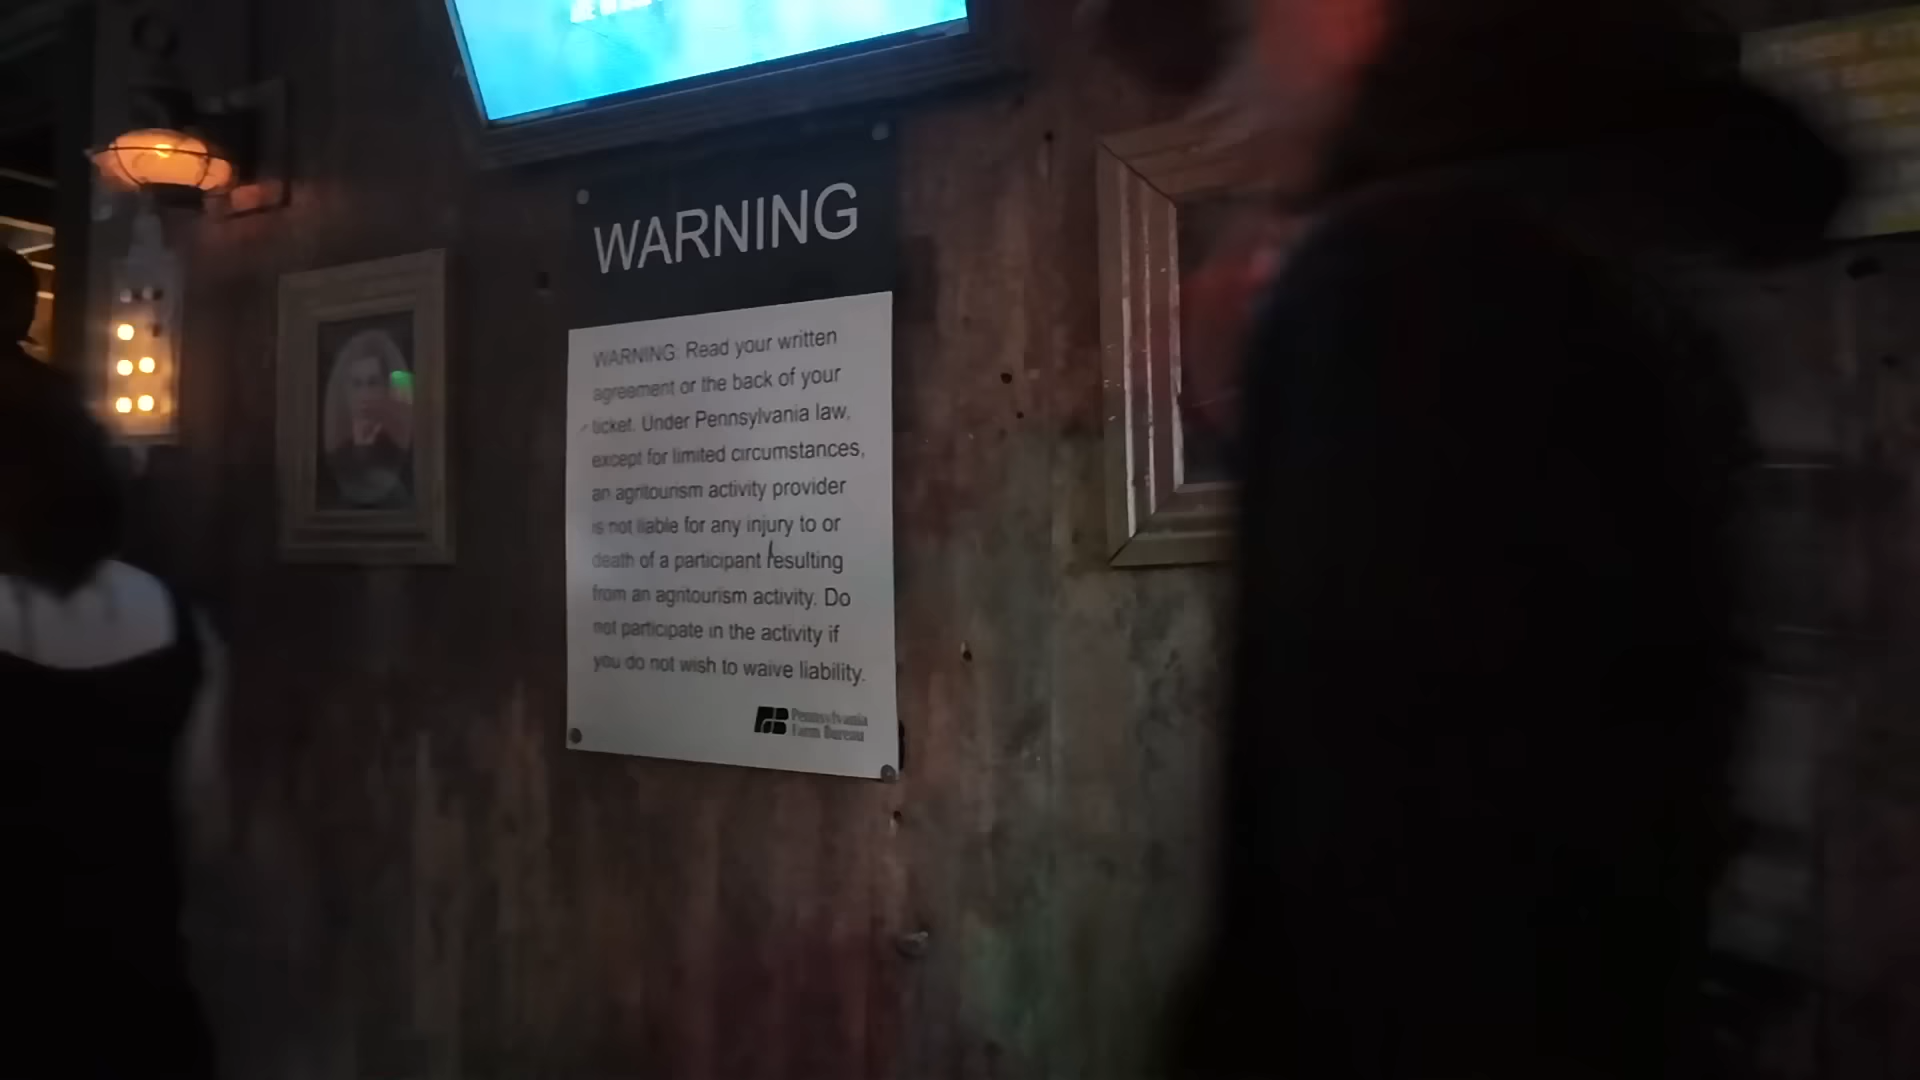 WARNING
WARNING: Read your written
agreement or the back of your
ticket. Under Pennsylvania law,
except for limited circumstances,
an agritourism activity provider
is not liable for any injury to or
death of a participant resulting
from an agritourism activity. Do
not participate in the activity if
you do not wish to waive liability.
Pennsylvania
Farm Bureau